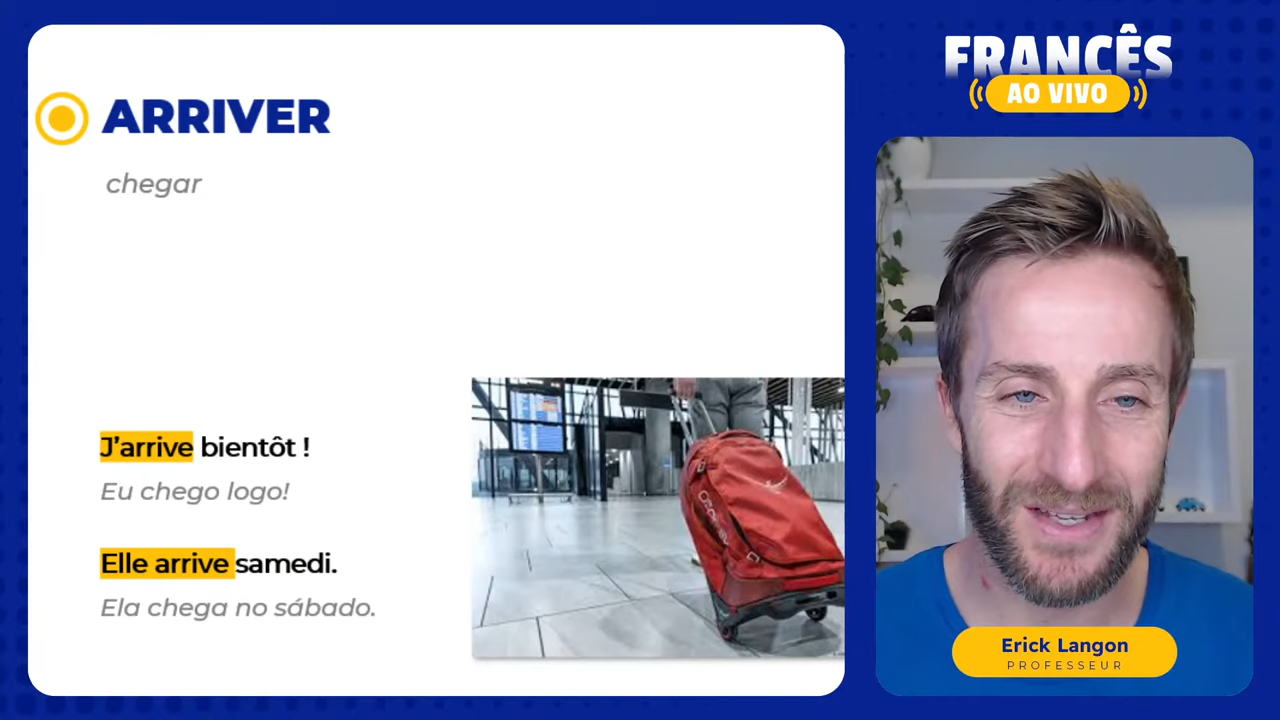 ARRIVER
chegar
J'arrive bientôt !
Eu chego logo!
Elle arrive samedi.
Ela chega no sábado.
FRANCÊS
AO VIVO
Erick Langon
PROFESSEUR